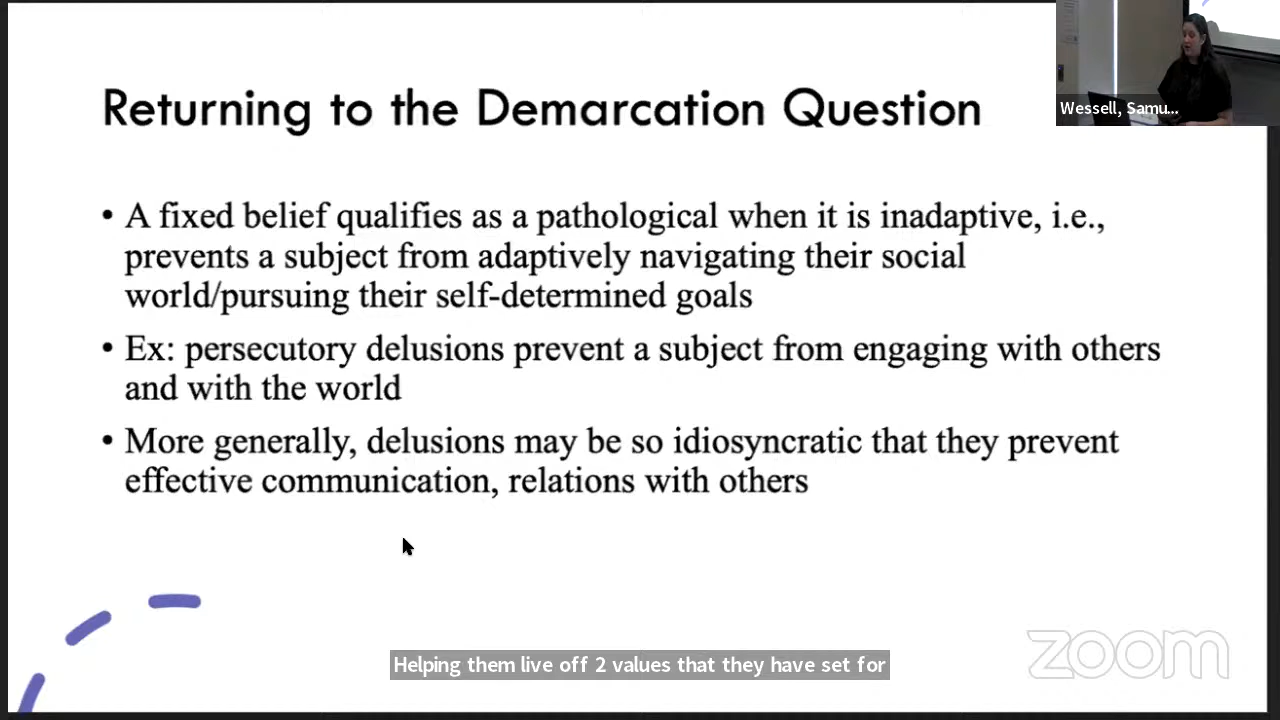 Returning to the Demarcation Question
Wessell, Samu...
• A fixed belief qualifies as a pathological when it is inadaptive, i.e.,
prevents a subject from adaptively navigating their social
world/pursuing their self-determined goals
• Ex: persecutory delusions prevent a subject from engaging with others
and with the world
• More generally, delusions may be so idiosyncratic that they prevent
effective communication, relations with others
Helping them live off 2 values that they have set for
zoom